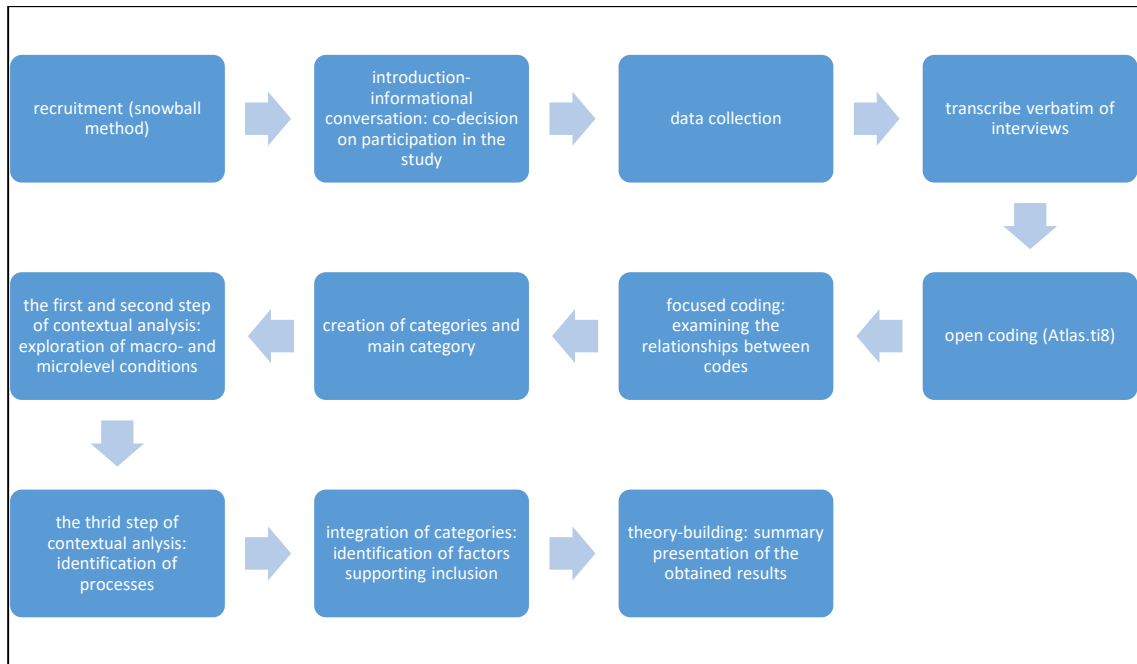 recruitment (snowball
method)
introduction-
informational
conversation: co-decision
on participation in the
study
data collection
transcribe verbatim of
interviews
open coding (Atlas.ti8)
focused coding:
examining the
relationships between
codes
creation of categories and
main category
the first and second step
of contextual analysis:
exploration of macro- and
microlevel conditions
the thrid step of
contextual anlysis:
identification of
processes
integration of categories:
identification of factors
supporting inclusion
theory-building: summary
presentation of the
obtained results